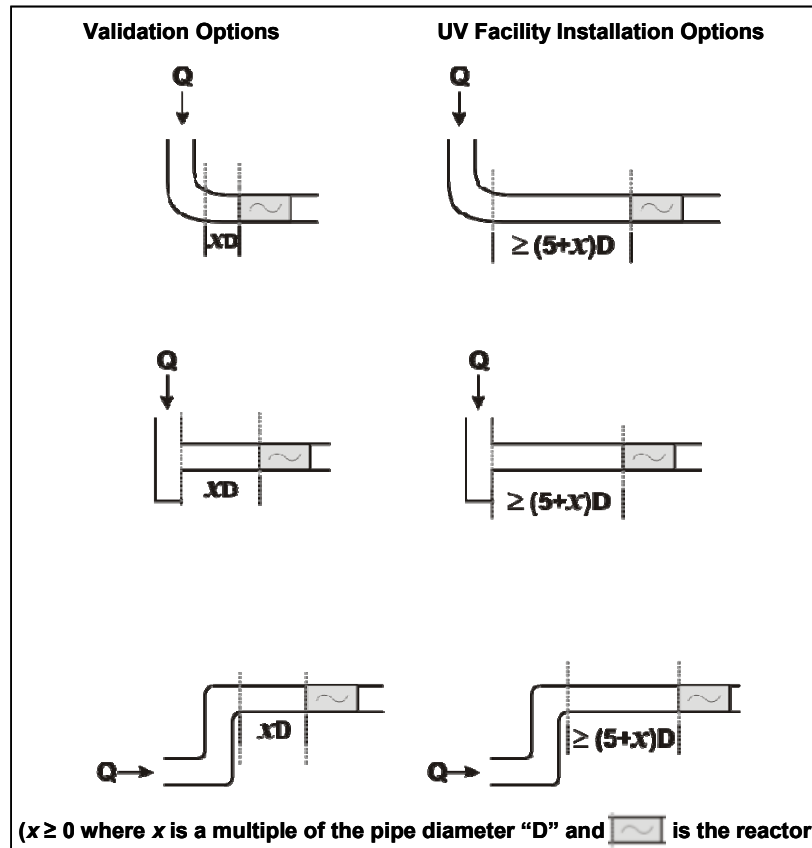 Validation Options UV Facility Installation Options
Q Q
xD ≥ (5+x)D
Q Q
xD ≥ (5+x)D
xD ≥ (5+x)D
Q Q
(x ≥ 0 where x is a multiple of the pipe diameter “D” and is the reactor